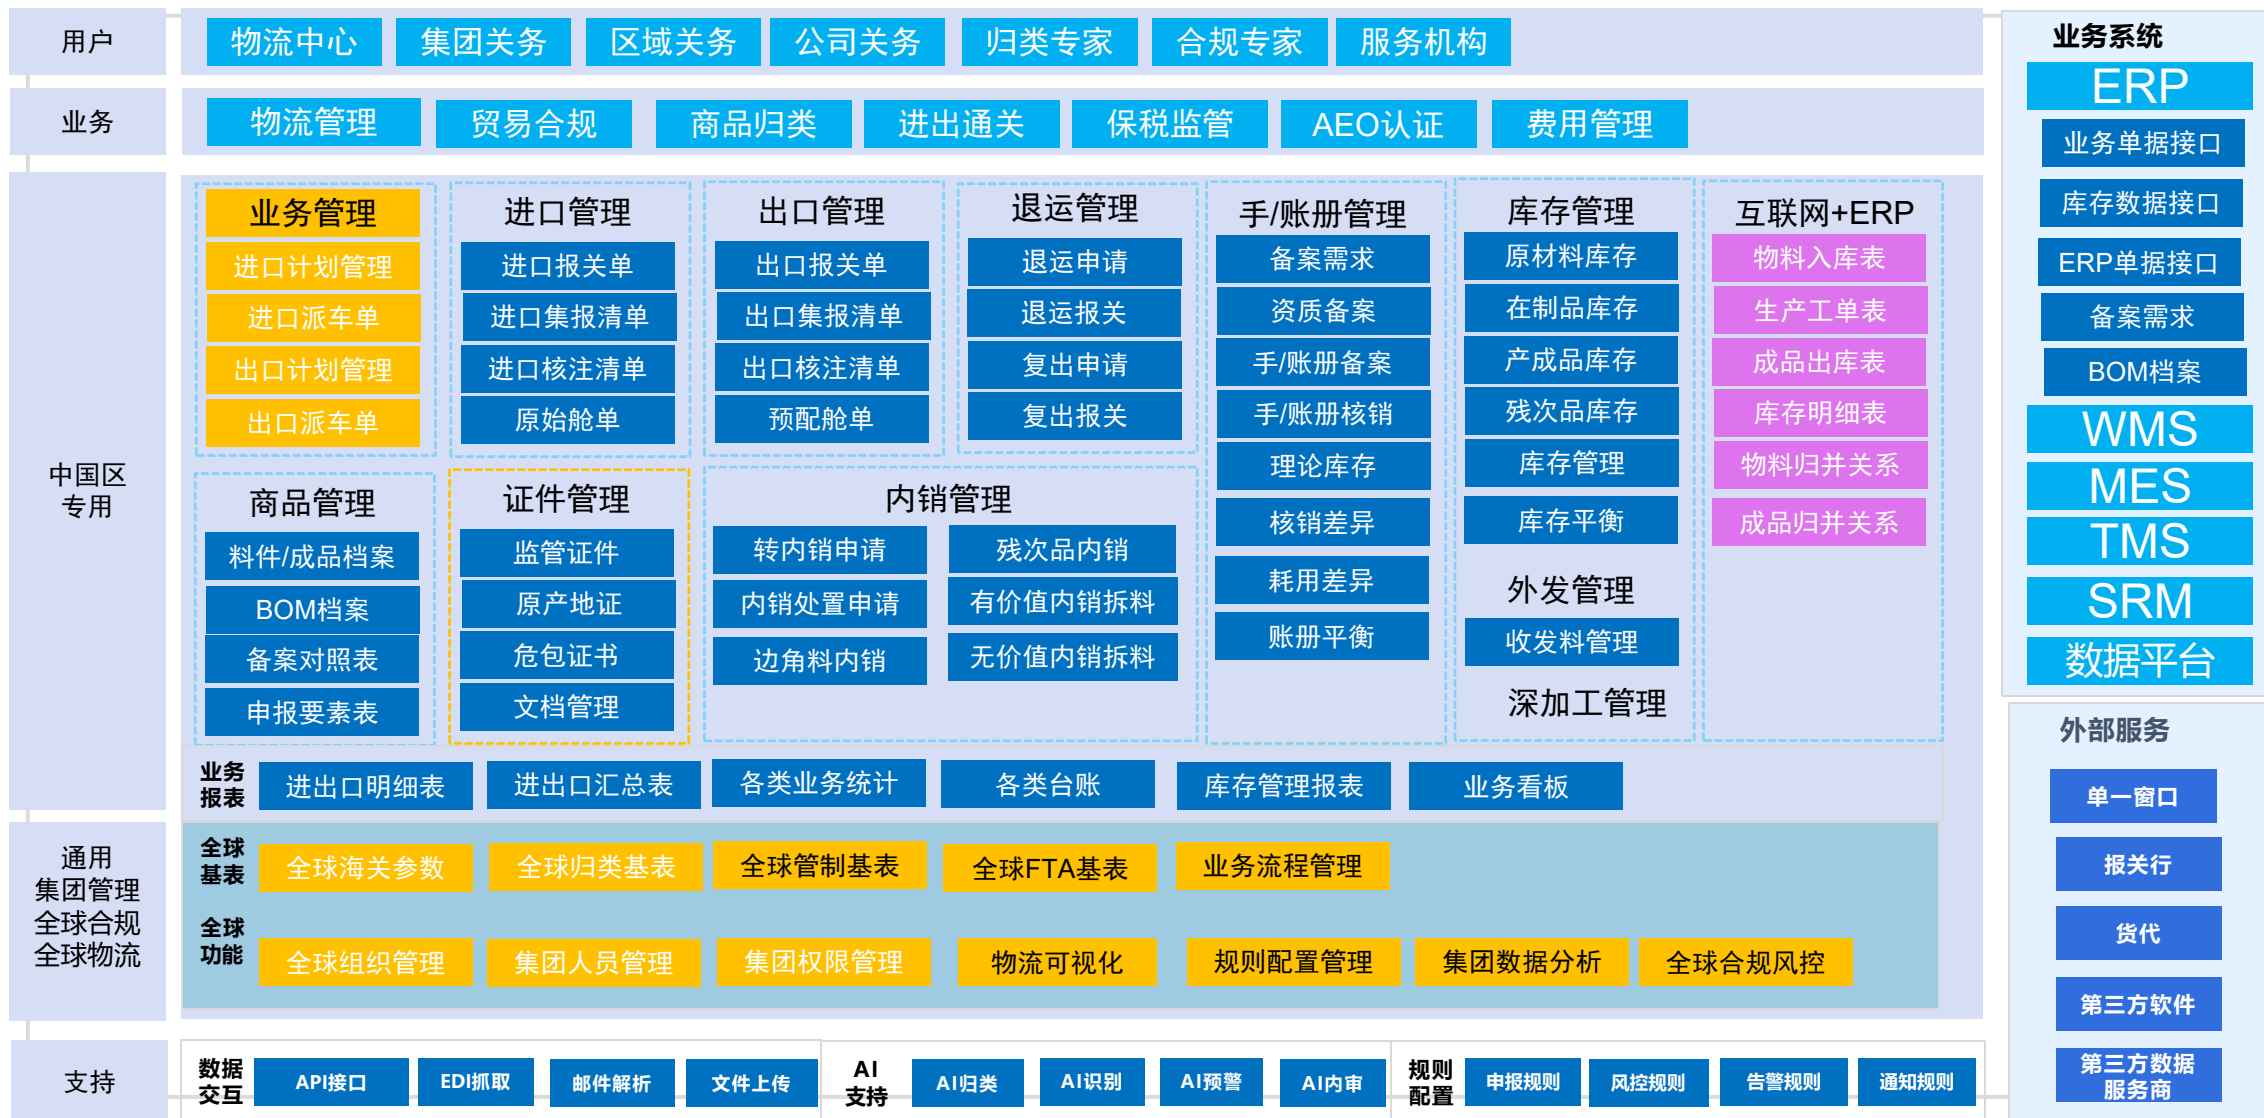 用户
物流中心
集团关务
区域关务
公司关务
归类专家
合规专家
服务机构
业务
物流管理
贸易合规
商品归类
进出通关
保税监管
AEO认证
费用管理
中国区
专用
业务管理
进口计划管理
进口派车单
出口计划管理
出口派车单
进口管理
进口报关单
进口集报清单
进口核注清单
原始舱单
出口管理
出口报关单
出口集报清单
出口核注清单
预配舱单
退运管理
退运申请
退运报关
复出申请
复出报关
手/账册管理
备案需求
资质备案
手/账册备案
手/账册核销
理论库存
核销差异
耗用差异
账册平衡
库存管理
原材料库存
在制品库存
产成品库存
残次品库存
库存管理
库存平衡
外发管理
收发料管理
深加工管理
互联网+ERP
物料入库表
生产工单表
成品出库表
库存明细表
物料归并关系
成品归并关系
商品管理
料件/成品档案
BOM档案
备案对照表
申报要素表
证件管理
监管证件
原产地证
危包证书
文档管理
内销管理
转内销申请
残次品内销
内销处置申请
有价值内销拆料
边角料内销
无价值内销拆料
业务
报表
进出口明细表
进出口汇总表
各类业务统计
各类台账
库存管理报表
业务看板
通用
集团管理
全球合规
全球物流
全球
基表
全球海关参数
全球归类基表
全球管制基表
全球FTA基表
业务流程管理
全球
功能
全球组织管理
集团人员管理
集团权限管理
物流可视化
规则配置管理
集团数据分析
全球合规风控
支持
数据
交互
API接口
EDI抓取
邮件解析
文件上传
AI
支持
AI归类
AI识别
AI预警
AI内审
规则
配置
申报规则
风控规则
告警规则
通知规则
业务系统
ERP
业务单据接口
库存数据接口
ERP单据接口
备案需求
BOM档案
WMS
MES
TMS
SRM
数据平台
外部服务
单一窗口
报关行
货代
第三方软件
第三方数据
服务商